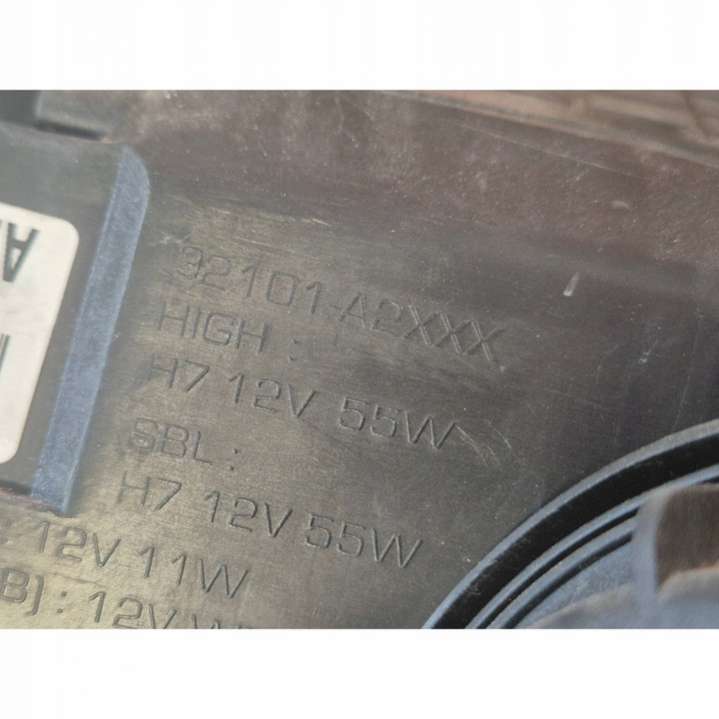 92101-A2XXX
HIGH :
H7 12V 55W
SBL :
H7 12V 55W
: 12V 11W
B) : 12V